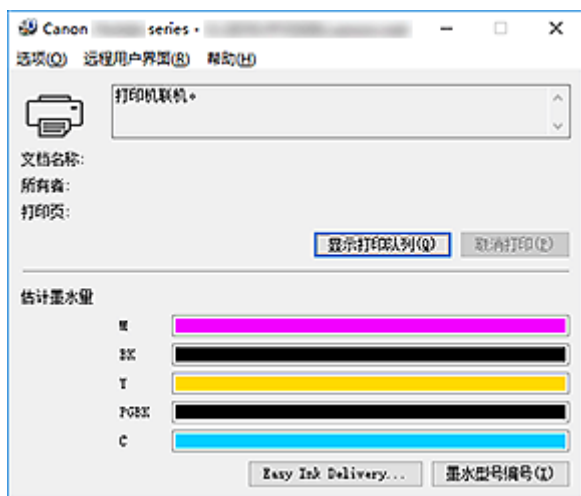 Canon series -
选项(O) 远程用户界面(R) 帮助(H)
打印机联机。
文档名称:
所有者:
打印页:
显示打印队列(Q) 取消打印(P)
估计墨水量
M
BK
Y
PGBK
C
Easy Ink Delivery... 墨水型号编号(I)